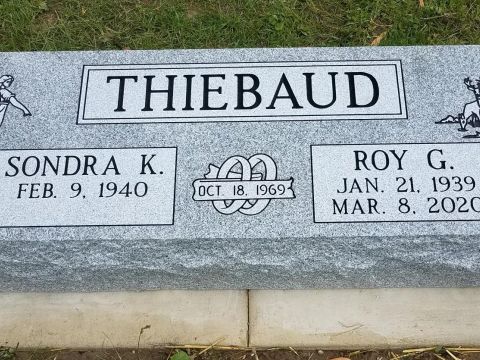 THIEBAUD
SONDRA K.
FEB. 9, 1940
OCT. 18, 1969
ROY G.
JAN. 21, 1939
MAR. 8, 2020